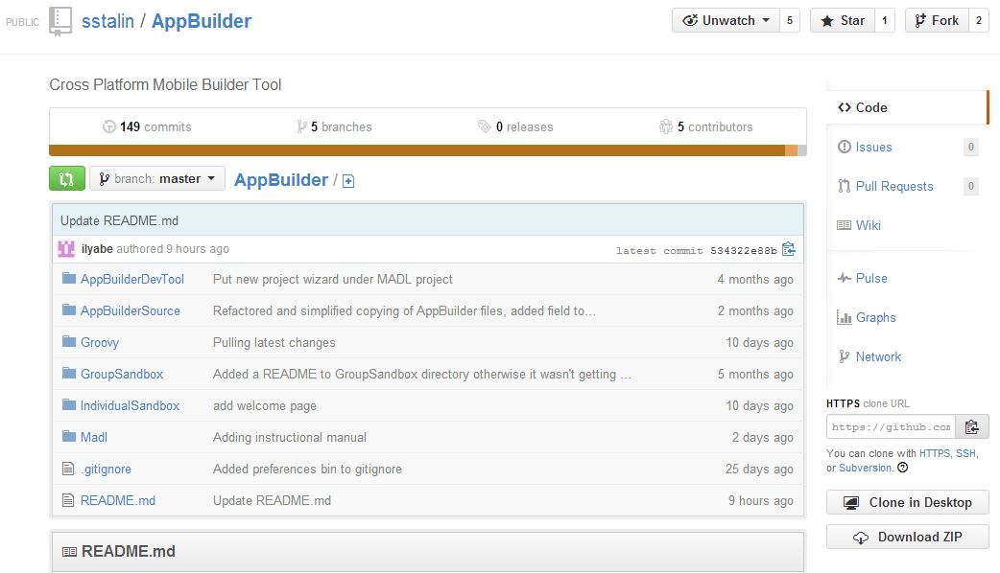 PUBLIC sstalin / AppBuilder Unwatch 5 Star 1 Fork 2
Cross Platform Mobile Builder Tool
149 commits 5 branches 0 releases 5 contributors
branch: master AppBuilder /
Update README.md
ilyabe authored 9 hours ago latest commit 534322e88b
AppBuilderDevTool Put new project wizard under MADL project 4 months ago
AppBuilderSource Refactored and simplified copying of AppBuilder files, added field to… 2 months ago
Groovy Pulling latest changes 10 days ago
GroupSandbox Added a README to GroupSandbox directory otherwise it wasn't getting … 5 months ago
IndividualSandbox add welcome page 10 days ago
Madl Adding instructional manual 2 days ago
.gitignore Added preferences bin to gitignore 25 days ago
README.md Update README.md 9 hours ago
README.md
Code
Issues 0
Pull Requests 0
Wiki
Pulse
Graphs
Network
HTTPS clone URL
https://github.com
You can clone with HTTPS, SSH,
or Subversion.
Clone in Desktop
Download ZIP